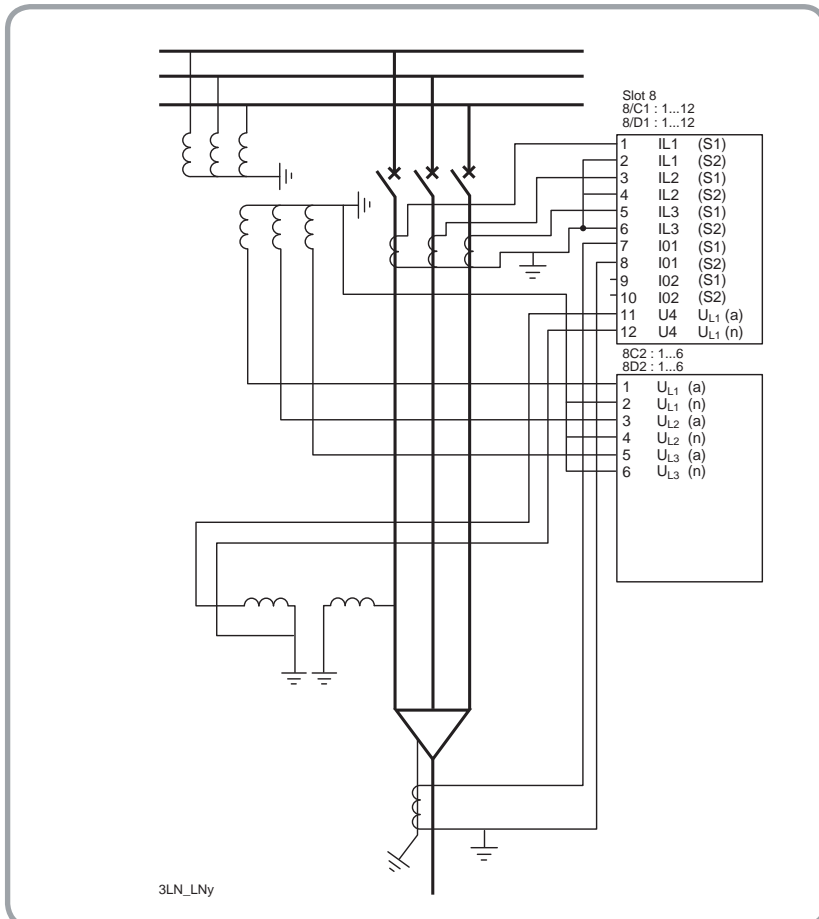 Slot 8
8/C1 : 1...12
8/D1 : 1...12
1 IL1 (S1)
2 IL1 (S2)
3 IL2 (S1)
4 IL2 (S2)
5 IL3 (S1)
6 IL3 (S2)
7 I01 (S1)
8 I01 (S2)
9 I02 (S1)
10 I02 (S2)
11 U4 UL1 (a)
12 U4 UL1 (n)
8C2 : 1...6
8D2 : 1...6
1 UL1 (a)
2 UL1 (n)
3 UL2 (a)
4 UL2 (n)
5 UL3 (a)
6 UL3 (n)
3LN_LNy